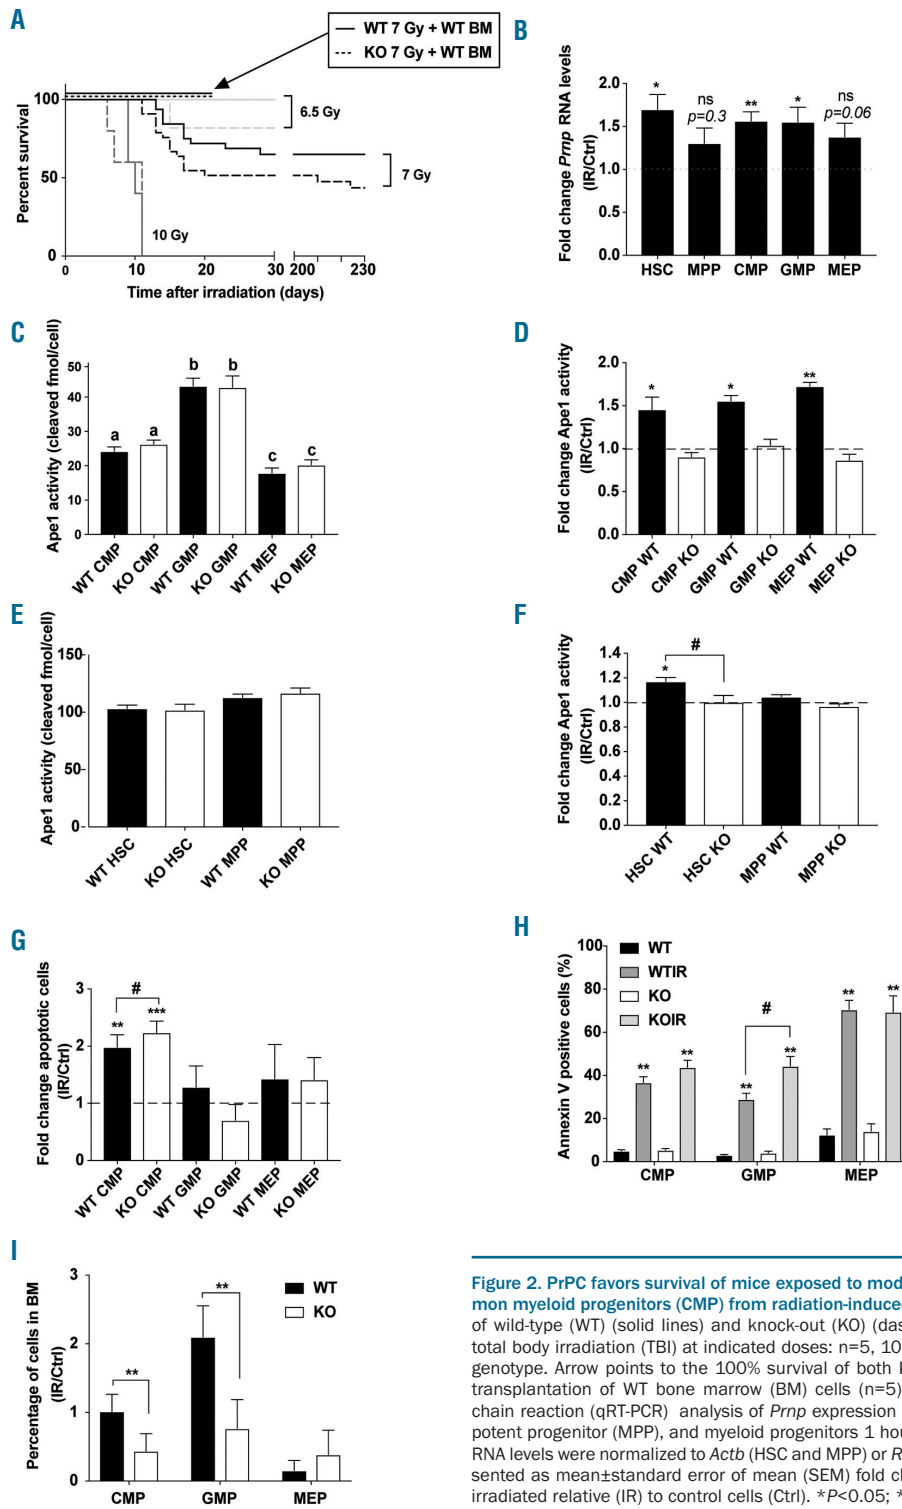 A
WT 7 Gy + WT BM
KO 7 Gy + WT BM
Percent survival
100
50
0
6.5 Gy
7 Gy
10 Gy
0
10
20
30
200
230
Time after irradiation (days)
B
Fold change Prnp RNA levels
(IR/Ctrl)
2.0
1.5
1.0
0.5
0.0
*
ns
p=0.3
**
*
ns
p=0.06
HSC
MPP
CMP
GMP
MEP
C
Ape1 activity (cleaved fmol/cell)
50
40
30
20
10
0
a
a
b
b
c
c
WT CMP
KO CMP
WT GMP
KO GMP
WT MEP
KO MEP
D
Fold change Ape1 activity
(IR/Ctrl)
2.0
1.5
1.0
0.5
0.0
*
*
**
CMP WT
CMP KO
GMP WT
GMP KO
MEP WT
MEP KO
E
Ape1 activity (cleaved fmol/cell)
150
100
50
0
WT HSC
KO HSC
WT MPP
KO MPP
F
Fold change Ape1 activity
(IR/Ctrl)
1.4
1.2
1.0
0.8
0.6
0.4
0.2
0.0
*
#
HSC WT
HSC KO
MPP WT
MPP KO
G
Fold change apoptotic cells
(IR/Ctrl)
3
2
1
0
#
**
***
WT CMP
KO CMP
WT GMP
KO GMP
WT MEP
KO MEP
H
Annexin V positive cells (%)
100
80
60
40
20
0
WT
WTIR
KO
KOIR
**
**
#
**
**
**
**
CMP
GMP
MEP
I
Percentage of cells in BM
(IR/Ctrl)
3
2
1
0
**
**
WT
KO
CMP
GMP
MEP
Figure 2. PrPC favors survival of mice exposed to mod
mon myeloid progenitors (CMP) from radiation-induced
of wild-type (WT) (solid lines) and knock-out (KO) (das
total body irradiation (TBI) at indicated doses: n=5, 10
genotype. Arrow points to the 100% survival of both k
transplantation of WT bone marrow (BM) cells (n=5)
chain reaction (qRT-PCR) analysis of Prnp expression
potent progenitor (MPP), and myeloid progenitors 1 hou
RNA levels were normalized to Actb (HSC and MPP) or R
sented as mean±standard error of mean (SEM) fold cl
irradiated relative (IR) to control cells (Ctrl). *P<0.05; *